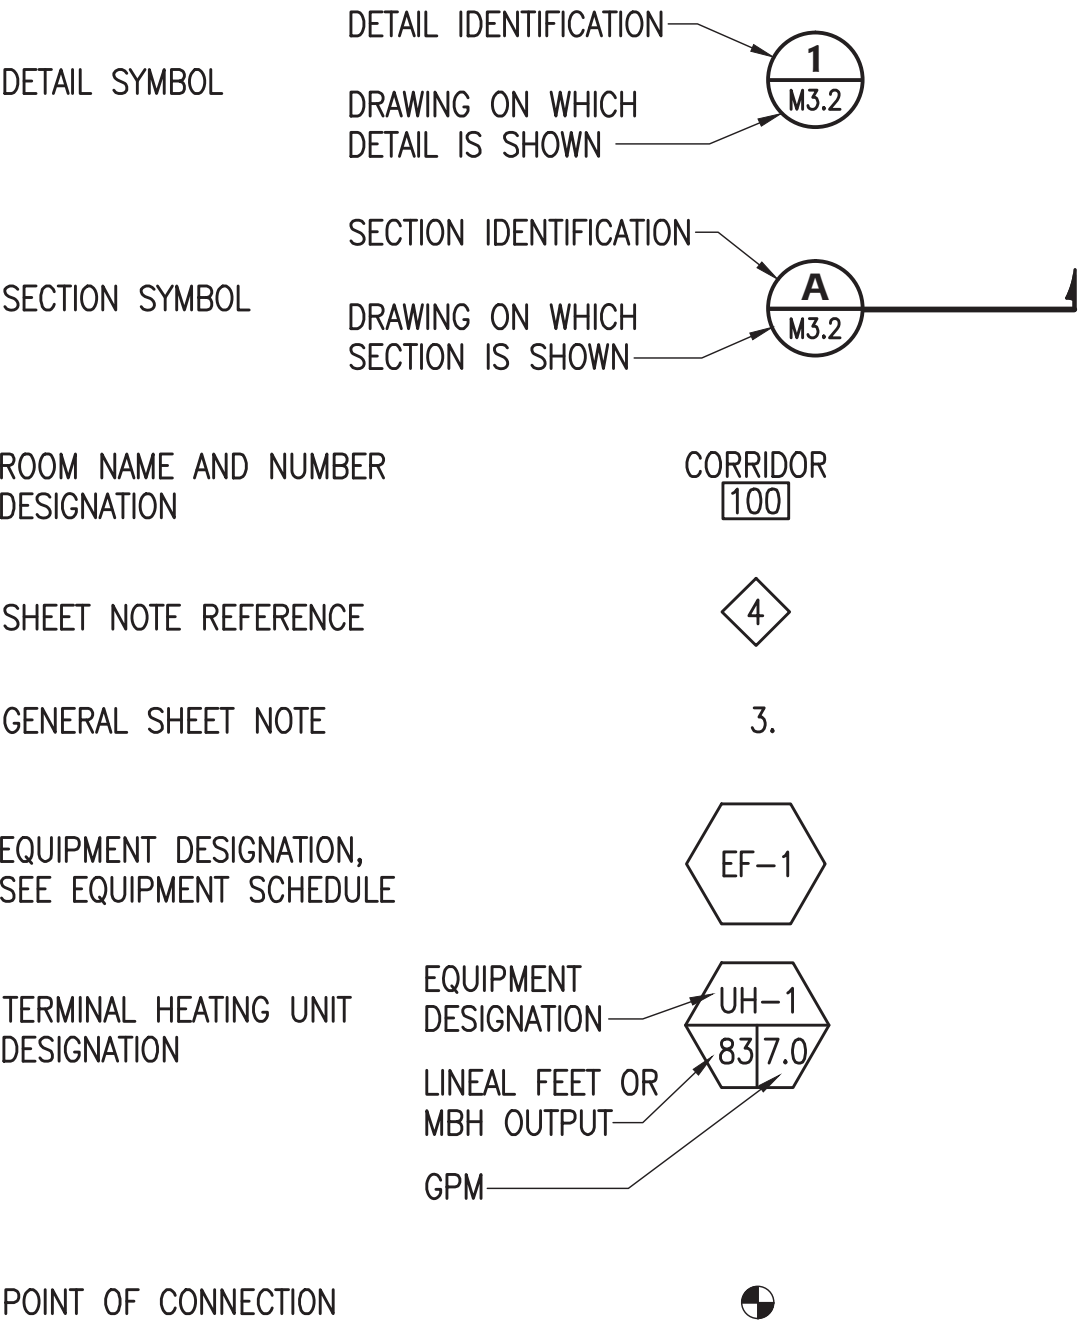 DETAIL SYMBOL
DETAIL IDENTIFICATION
DRAWING ON WHICH
DETAIL IS SHOWN
1
M3.2
SECTION SYMBOL
SECTION IDENTIFICATION
DRAWING ON WHICH
SECTION IS SHOWN
A
M3.2
ROOM NAME AND NUMBER
DESIGNATION
CORRIDOR
100
SHEET NOTE REFERENCE
4
GENERAL SHEET NOTE
3.
EQUIPMENT DESIGNATION,
SEE EQUIPMENT SCHEDULE
EF-1
TERMINAL HEATING UNIT
DESIGNATION
EQUIPMENT
DESIGNATION
LINEAL FEET OR
MBH OUTPUT
GPM
UH-1
83 7.0
POINT OF CONNECTION